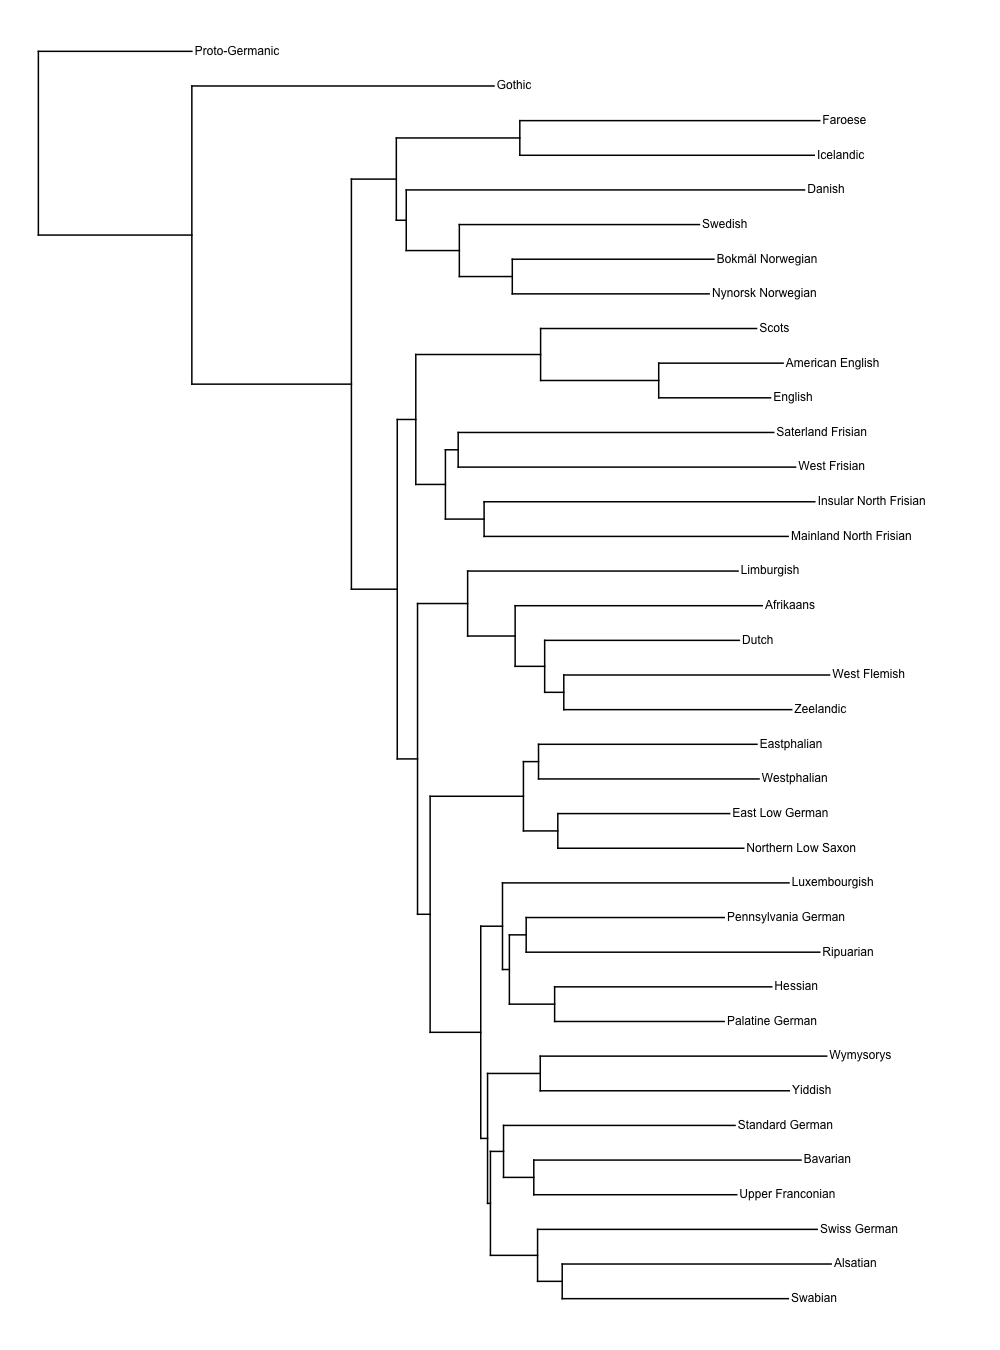 Proto-Germanic
Gothic
Faroese
Icelandic
Danish
Swedish
Bokmål Norwegian
Nynorsk Norwegian
Scots
American English
English
Saterland Frisian
West Frisian
Insular North Frisian
Mainland North Frisian
Limburgish
Afrikaans
Dutch
West Flemish
Zeelandic
Eastphalian
Westphalian
East Low German
Northern Low Saxon
Luxembourgish
Pennsylvania German
Ripuarian
Hessian
Palatine German
Wymysorys
Yiddish
Standard German
Bavarian
Upper Franconian
Swiss German
Alsatian
Swabian